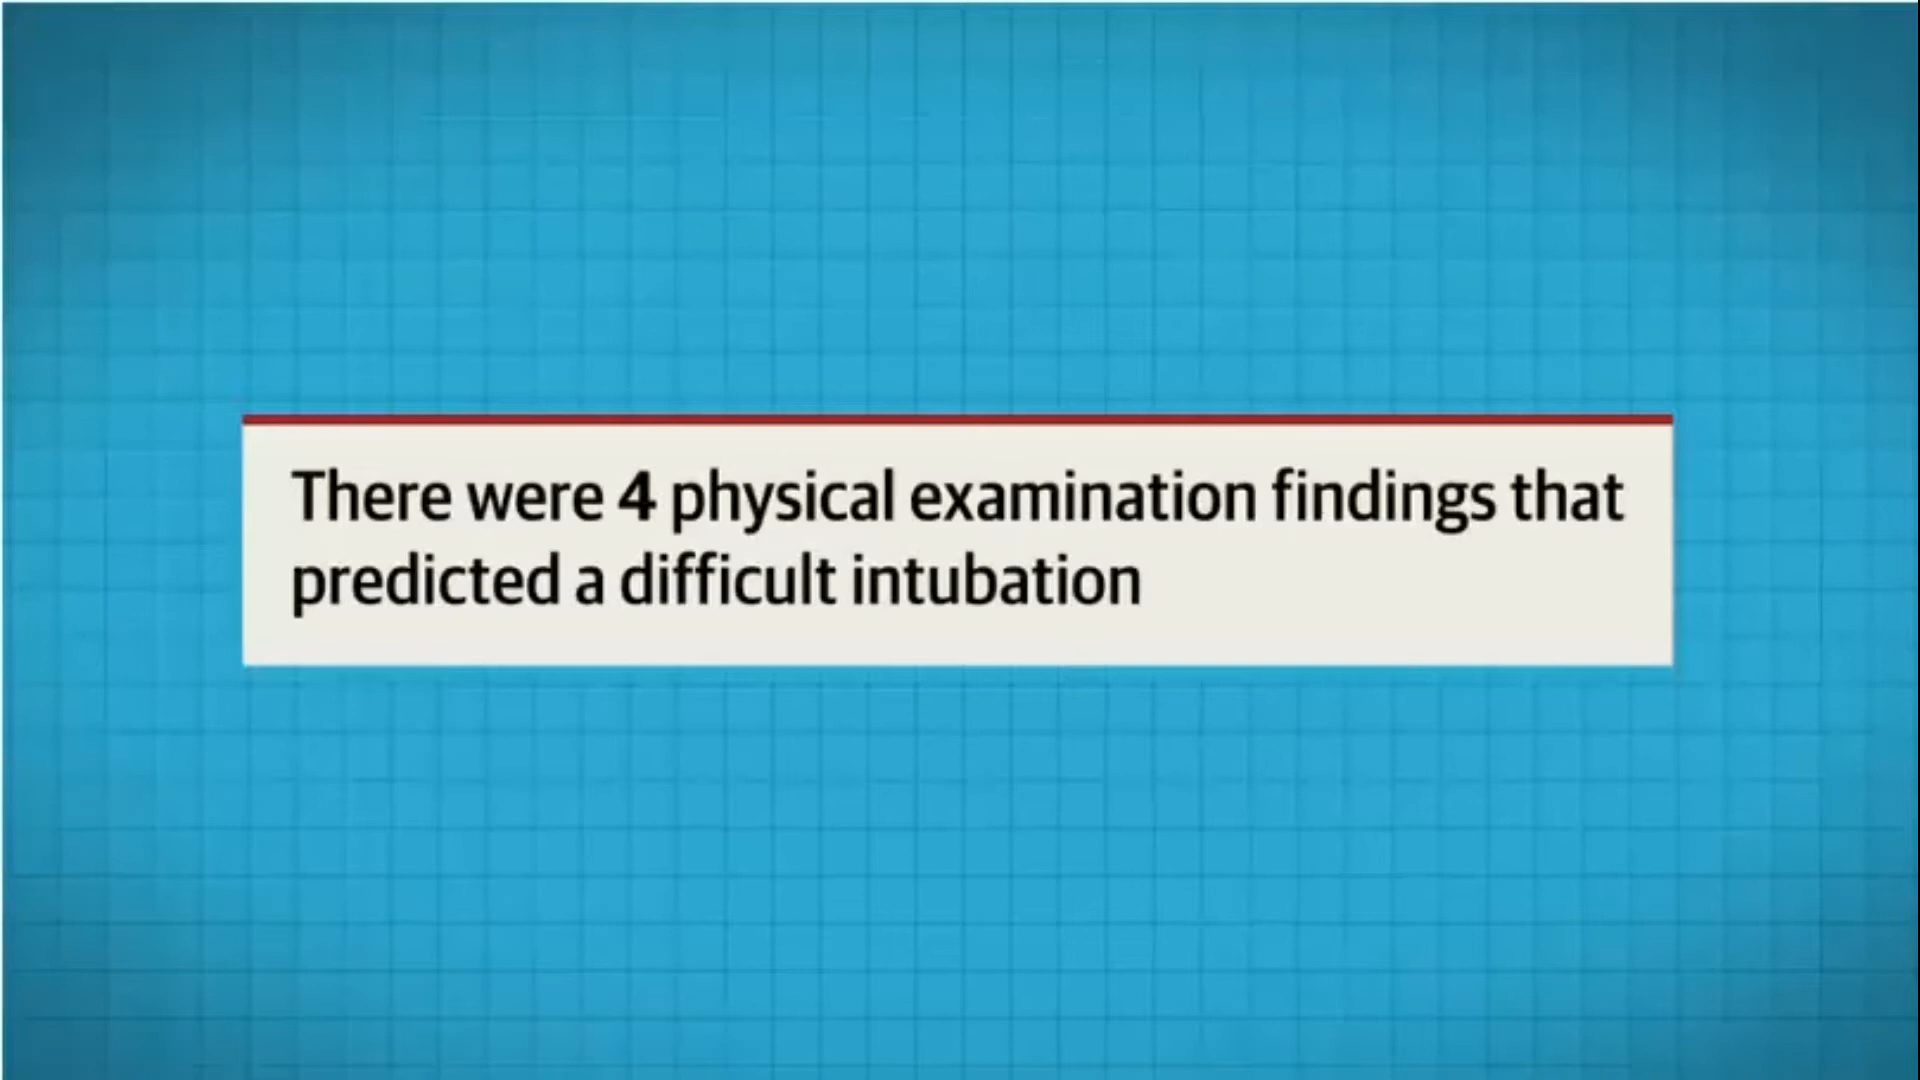 There were 4 physical examination findings that
predicted a difficult intubation